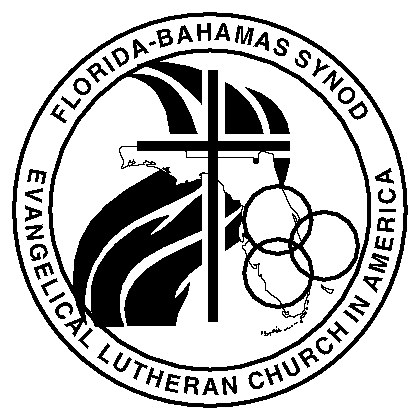 FLORIDA-BAHAMAS SYNOD
EVANGELICAL LUTHERAN CHURCH IN AMERICA